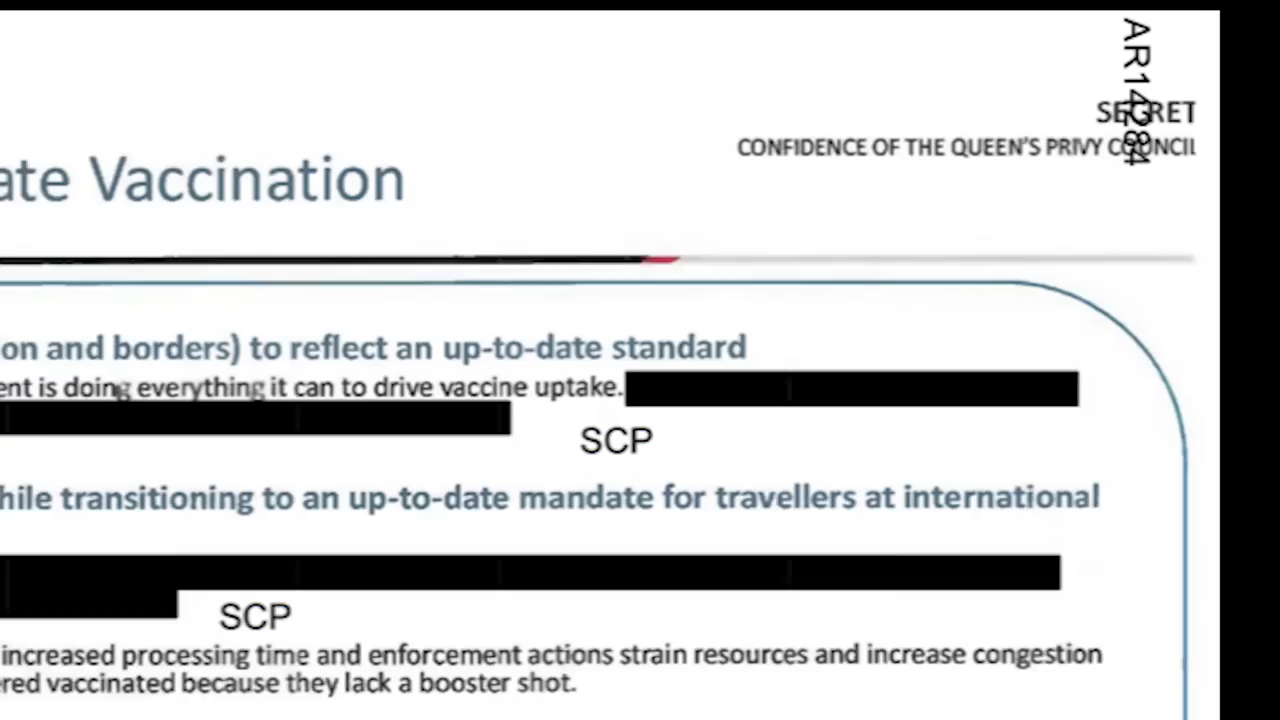 AR14284
SECRET
CONFIDENCE OF THE QUEEN'S PRIVY COUNCIL
ate Vaccination
on and borders) to reflect an up-to-date standard
ent is doing everything it can to drive vaccine uptake.
SCP
hile transitioning to an up-to-date mandate for travellers at international
SCP
increased processing time and enforcement actions strain resources and increase congestion
red vaccinated because they lack a booster shot.